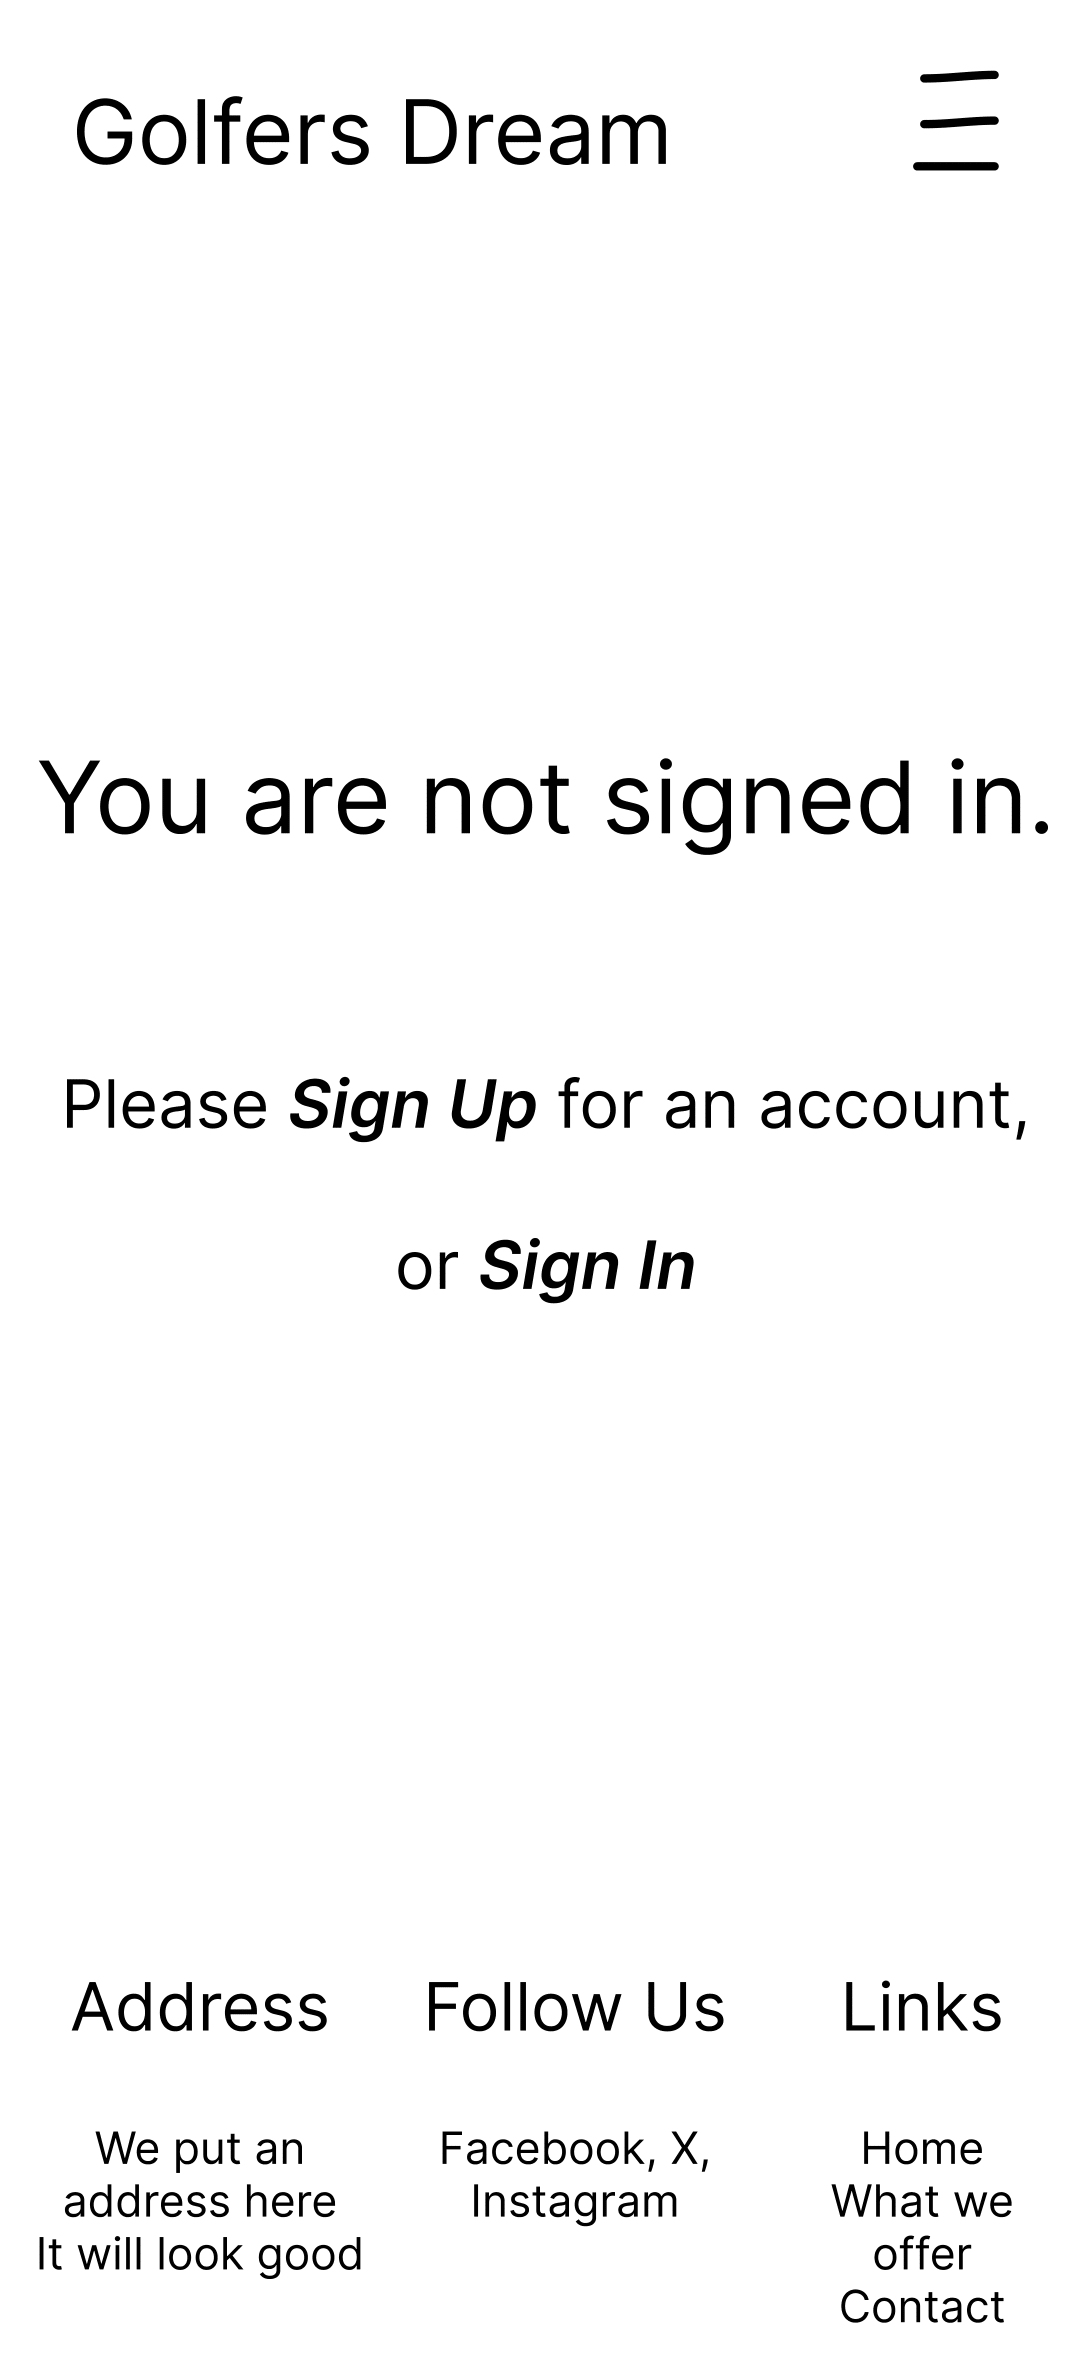 Golfers Dream
You are not signed in.
Please Sign Up for an account,
or Sign In
Address
We put an
address here
It will look good
Follow Us
Facebook, X,
Instagram
Links
Home
What we
offer
Contact